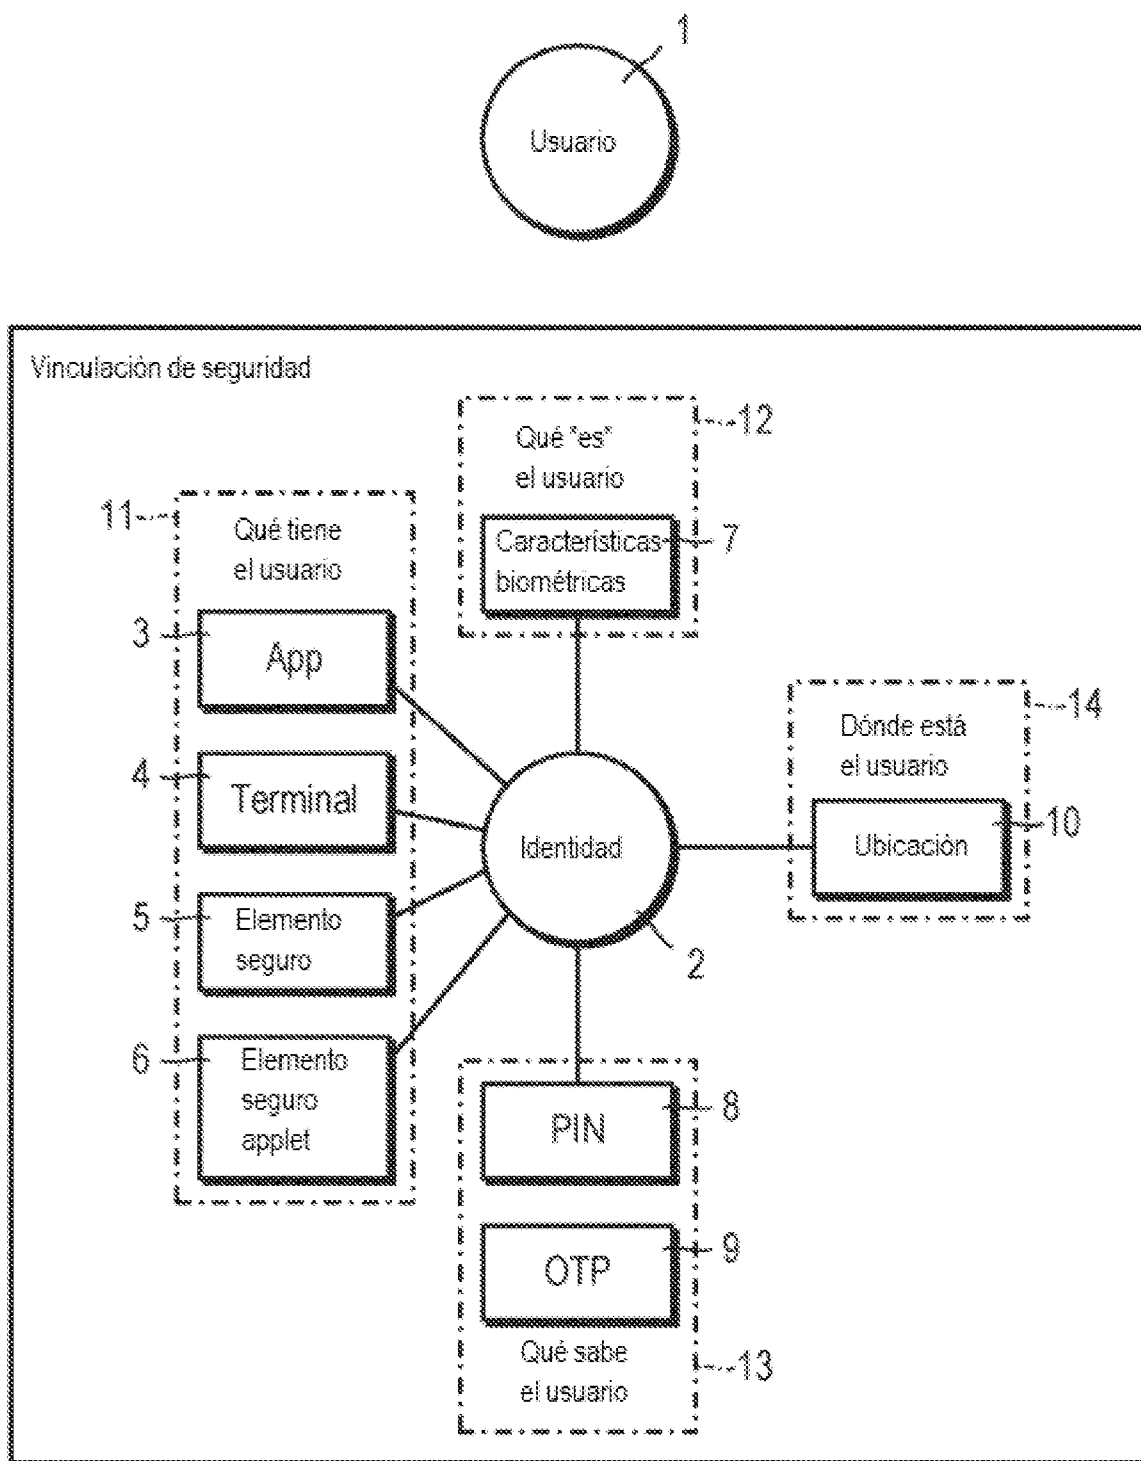 1
Usuario
Vinculación de seguridad
12
Qué "es"
el usuario
Características
biométricas
7
11
Qué tiene
el usuario
3
App
4
Terminal
5
Elemento
seguro
6
Elemento
seguro
applet
Identidad
2
14
Dónde está
el usuario
Ubicación
10
PIN
8
OTP
9
Qué sabe
el usuario
13